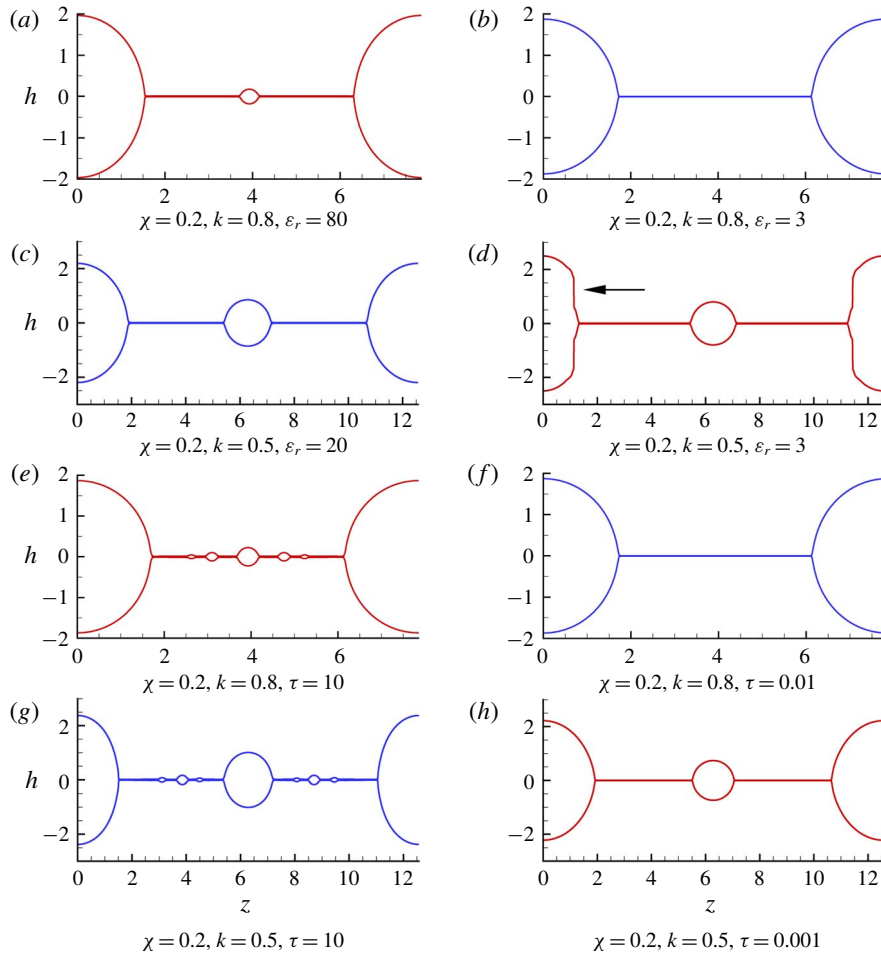 (a) (b)
2 2
1 1
h 0 0
−1 −1
−2 −2
0 2 4 6 0 2 4 6
χ = 0.2, k = 0.8, ε_r = 80 χ = 0.2, k = 0.8, ε_r = 3
(c) (d)
2 2
h 0 0
−2 −2
0 2 4 6 8 10 12 0 2 4 6 8 10 12
χ = 0.2, k = 0.5, ε_r = 20 χ = 0.2, k = 0.5, ε_r = 3
(e) (f)
2 2
1 1
h 0 0
−1 −1
−2 −2
0 2 4 6 0 2 4 6
χ = 0.2, k = 0.8, τ = 10 χ = 0.2, k = 0.8, τ = 0.01
(g) (h)
2 2
h 0 0
−2 −2
0 2 4 6 8 10 12 0 2 4 6 8 10 12
z z
χ = 0.2, k = 0.5, τ = 10 χ = 0.2, k = 0.5, τ = 0.001